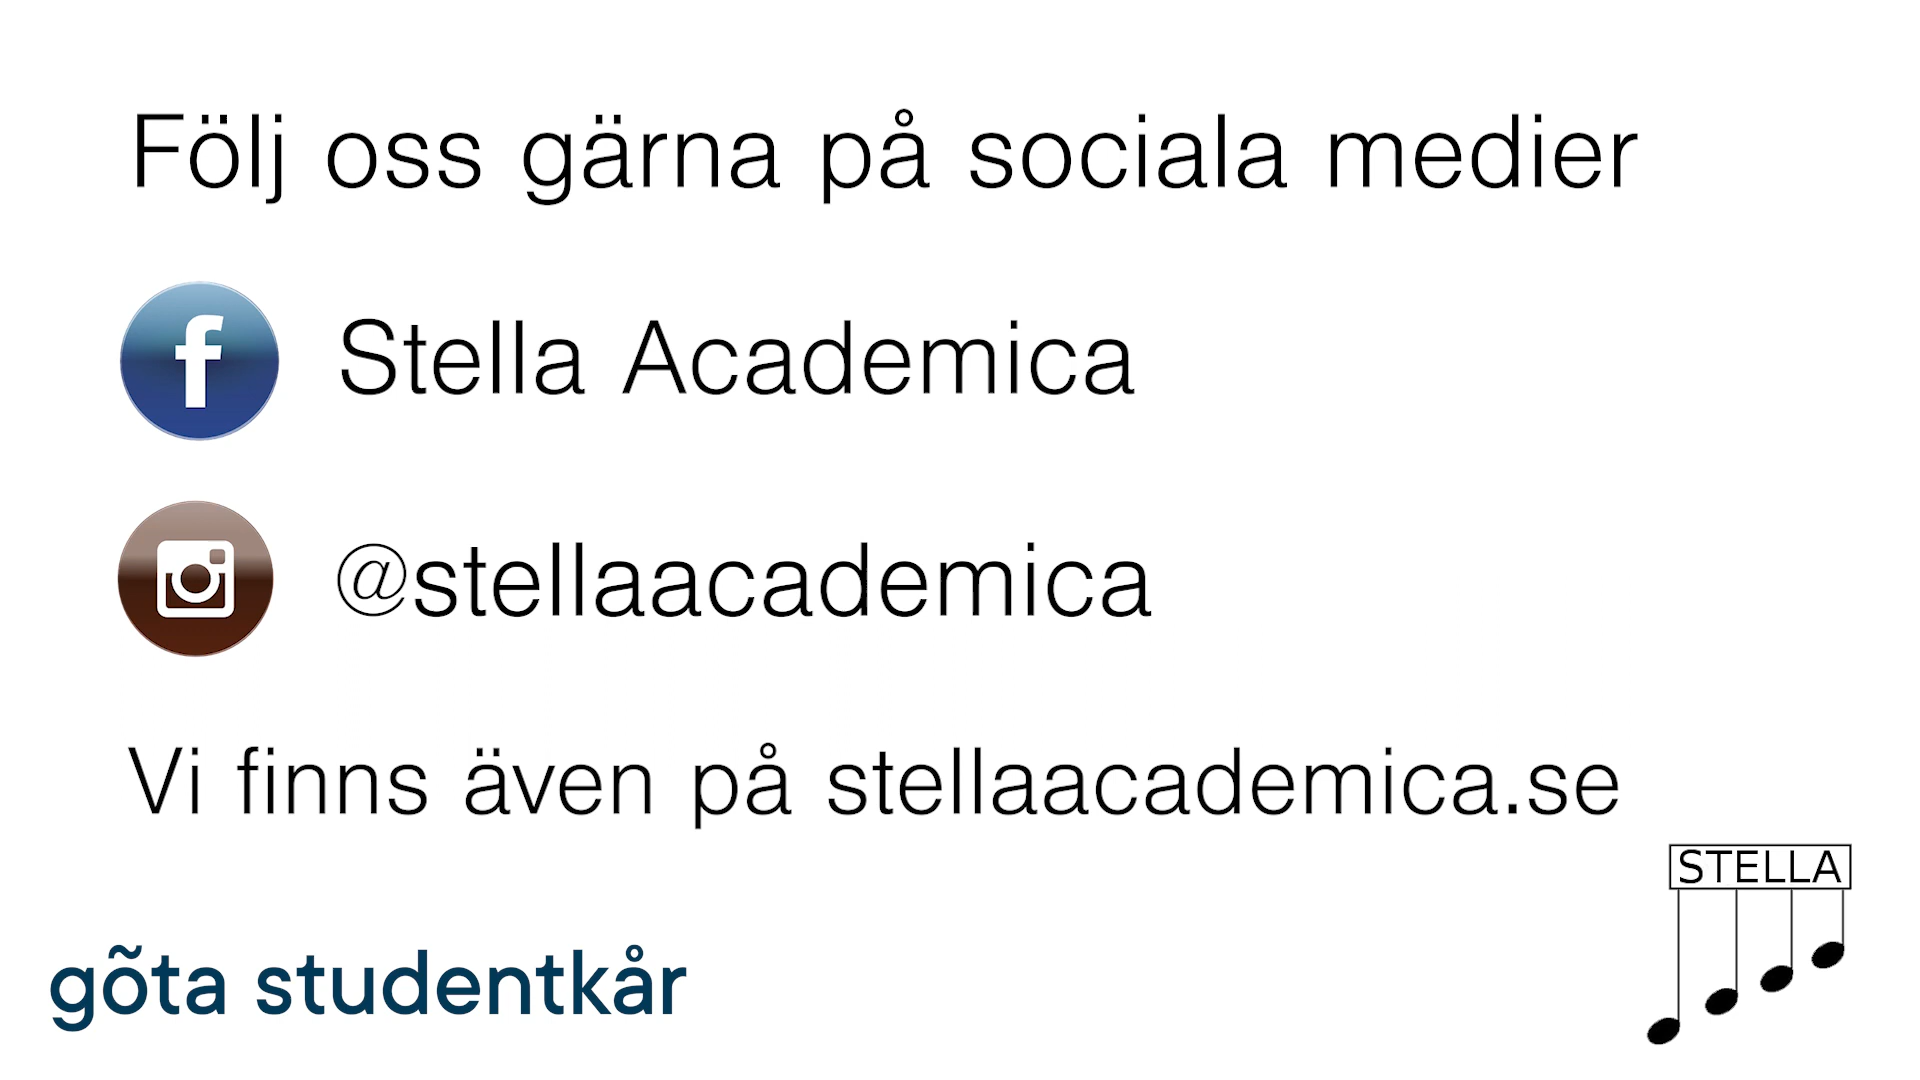 Följ oss gärna på sociala medier
Stella Academica
@stellaacademica
Vi finns även på stellaacademica.se
STELLA
gõta studentkår